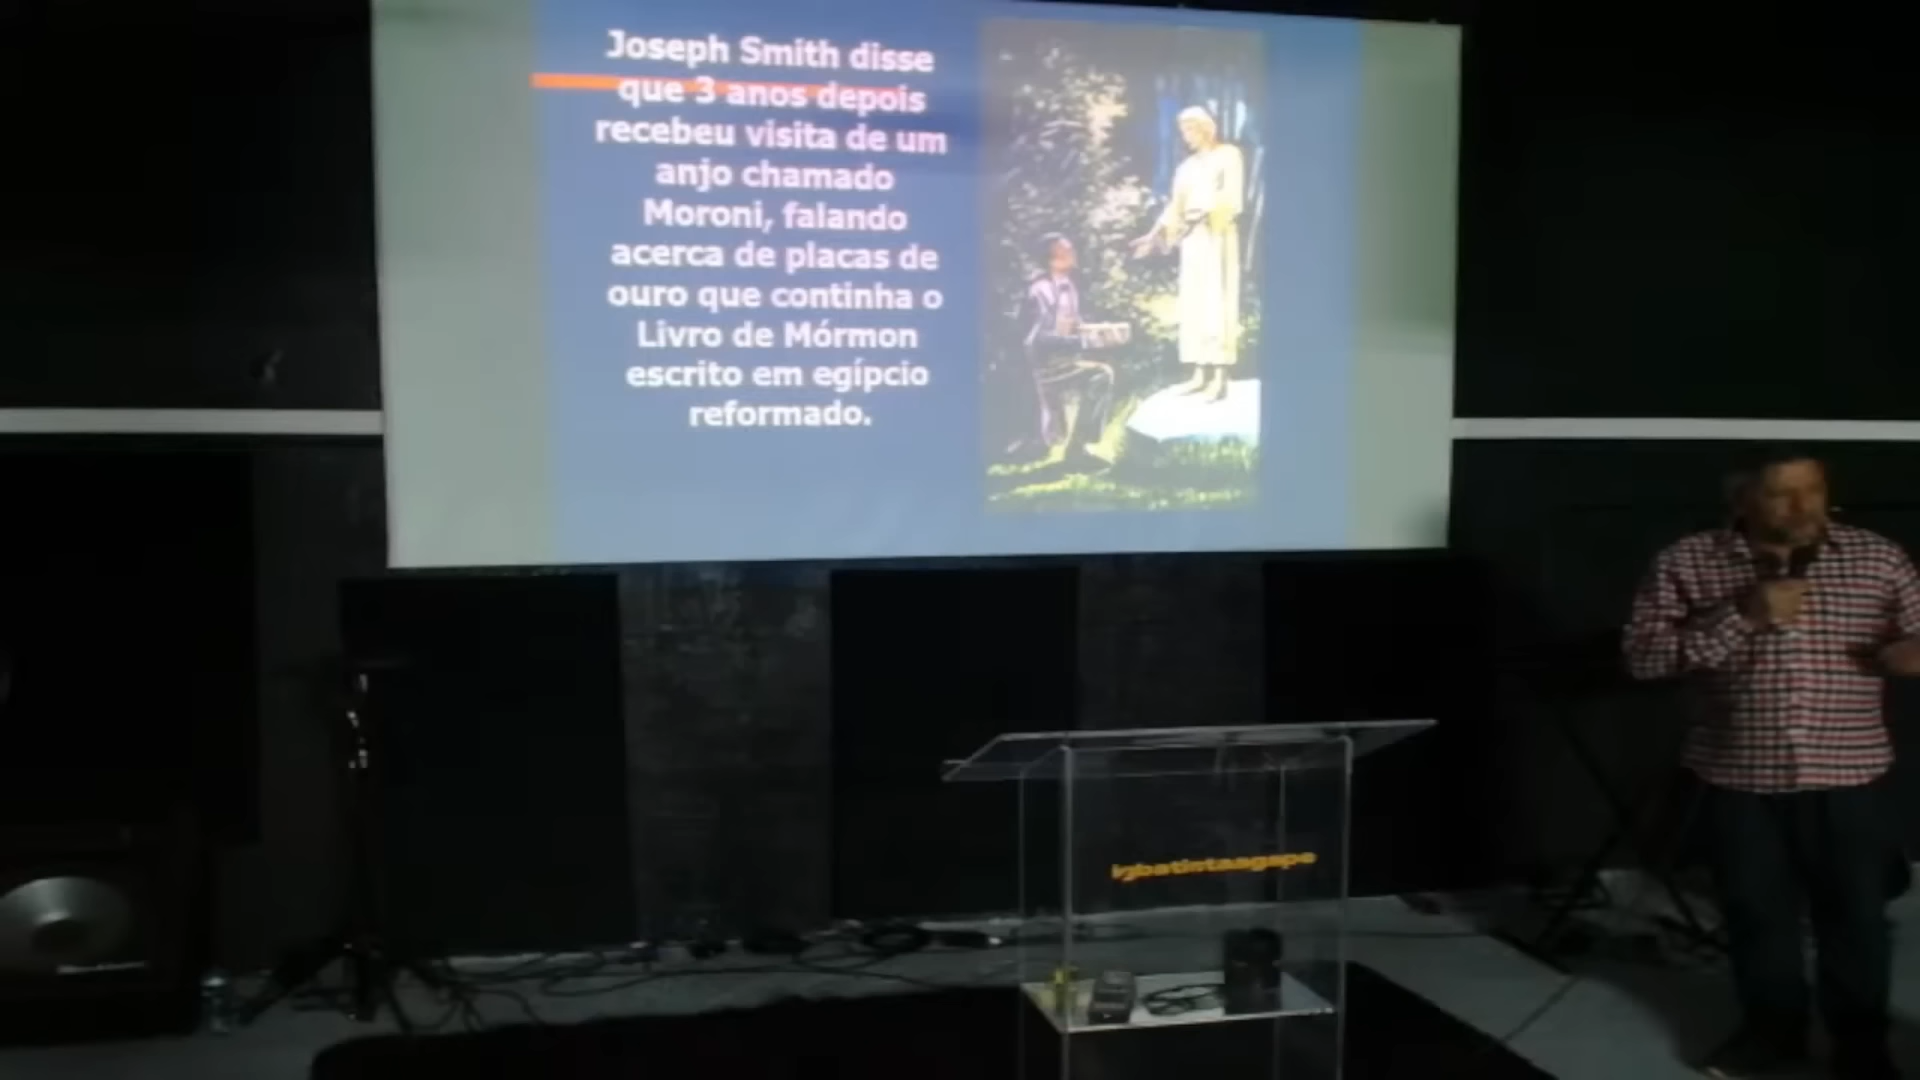 Joseph Smith disse
que 3 anos depois
recebeu visita de um
anjo chamado
Moroni, falando
acerca de placas de
ouro que continha o
Livro de Mórmon
escrito em egípcio
reformado.
igbatistaagape